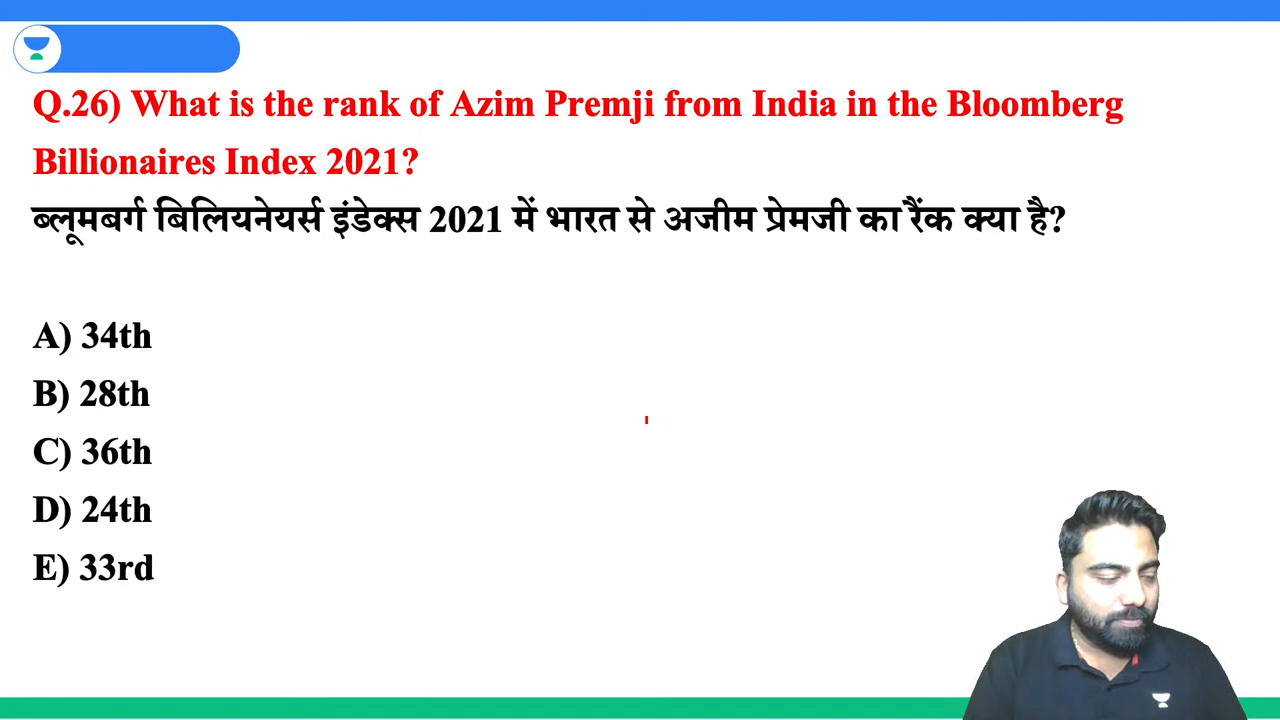 Q.26) What is the rank of Azim Premji from India in the Bloomberg
Billionaires Index 2021?
ब्लूमबर्ग बिलियनेयर्स इंडेक्स 2021 में भारत से अजीम प्रेमजी का रैंक क्या है?
A) 34th
B) 28th
C) 36th
D) 24th
E) 33rd